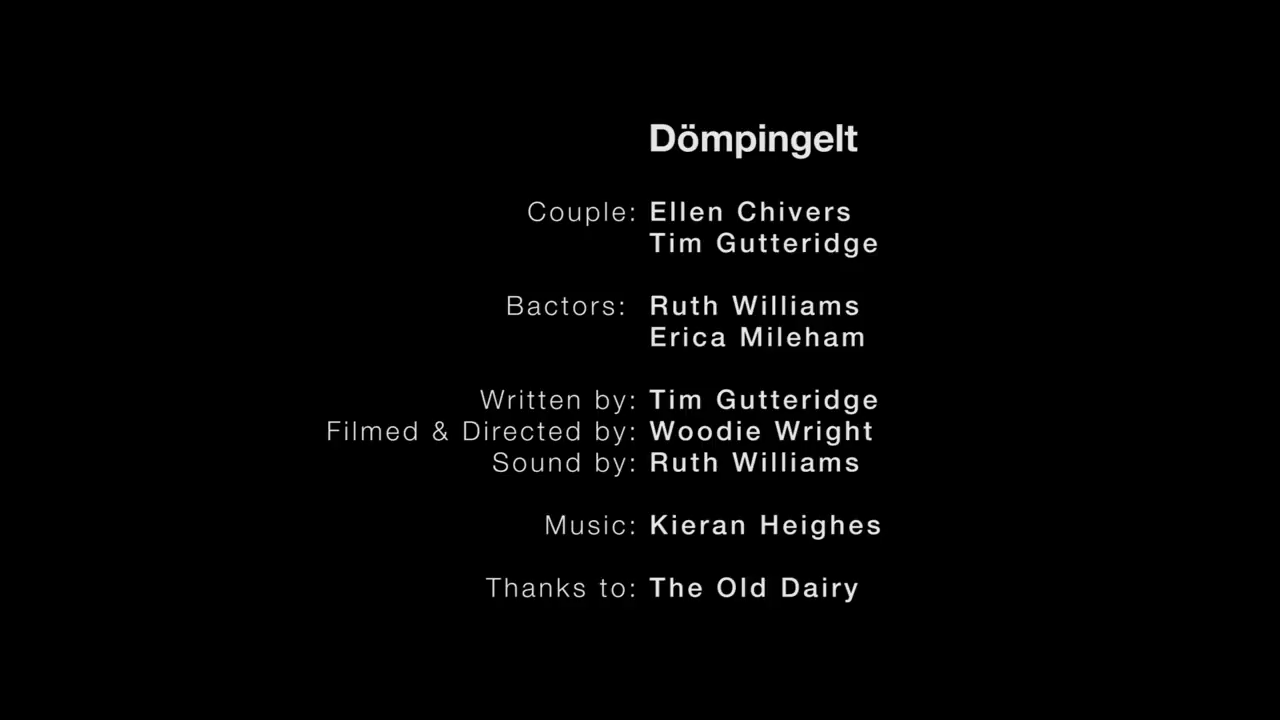 Dömpingelt
Couple: Ellen Chivers
Tim Gutteridge
Bactors: Ruth Williams
Erica Mileham
Written by: Tim Gutteridge
Filmed & Directed by: Woodie Wright
Sound by: Ruth Williams
Music: Kieran Heighes
Thanks to: The Old Dairy